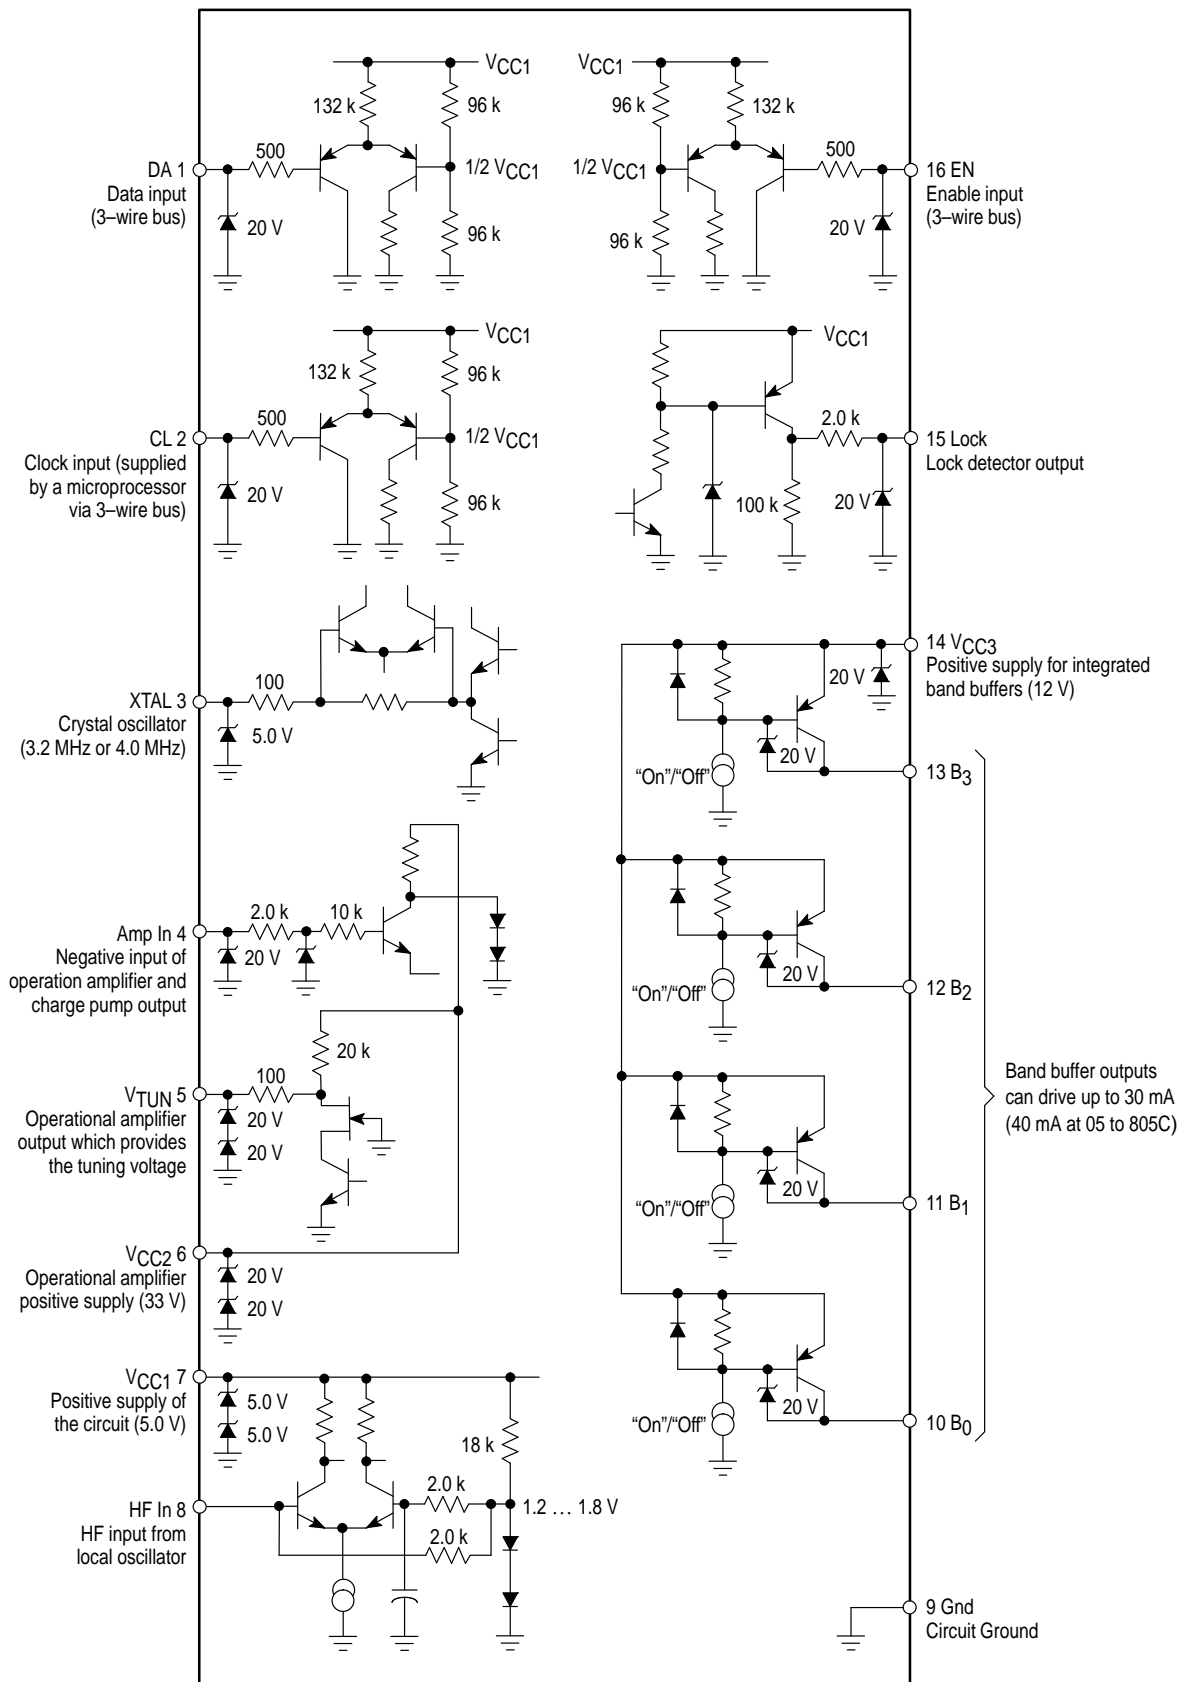 VCC1
132 k
96 k
500
DA 1
Data input
(3–wire bus)
1/2 VCC1
20 V
96 k
VCC1
96 k
132 k
1/2 VCC1
500
16 EN
Enable input
(3–wire bus)
96 k
20 V
VCC1
132 k
96 k
500
CL 2
Clock input (supplied
by a microprocessor
via 3–wire bus)
1/2 VCC1
20 V
96 k
VCC1
2.0 k
15 Lock
Lock detector output
100 k
20 V
100
XTAL 3
Crystal oscillator
(3.2 MHz or 4.0 MHz)
5.0 V
14 VCC3
Positive supply for integrated
band buffers (12 V)
20 V
20 V
“On”/“Off”
13 B3
2.0 k
10 k
Amp In 4
Negative input of
operation amplifier and
charge pump output
20 V
20 V
“On”/“Off”
12 B2
20 k
100
VTUN 5
Operational amplifier
output which provides
the tuning voltage
20 V
20 V
Band buffer outputs
can drive up to 30 mA
(40 mA at 05 to 805C)
20 V
“On”/“Off”
11 B1
VCC2 6
Operational amplifier
positive supply (33 V)
20 V
20 V
20 V
“On”/“Off”
10 B0
VCC1 7
Positive supply of
the circuit (5.0 V)
5.0 V
5.0 V
18 k
2.0 k
HF In 8
HF input from
local oscillator
1.2 … 1.8 V
2.0 k
9 Gnd
Circuit Ground